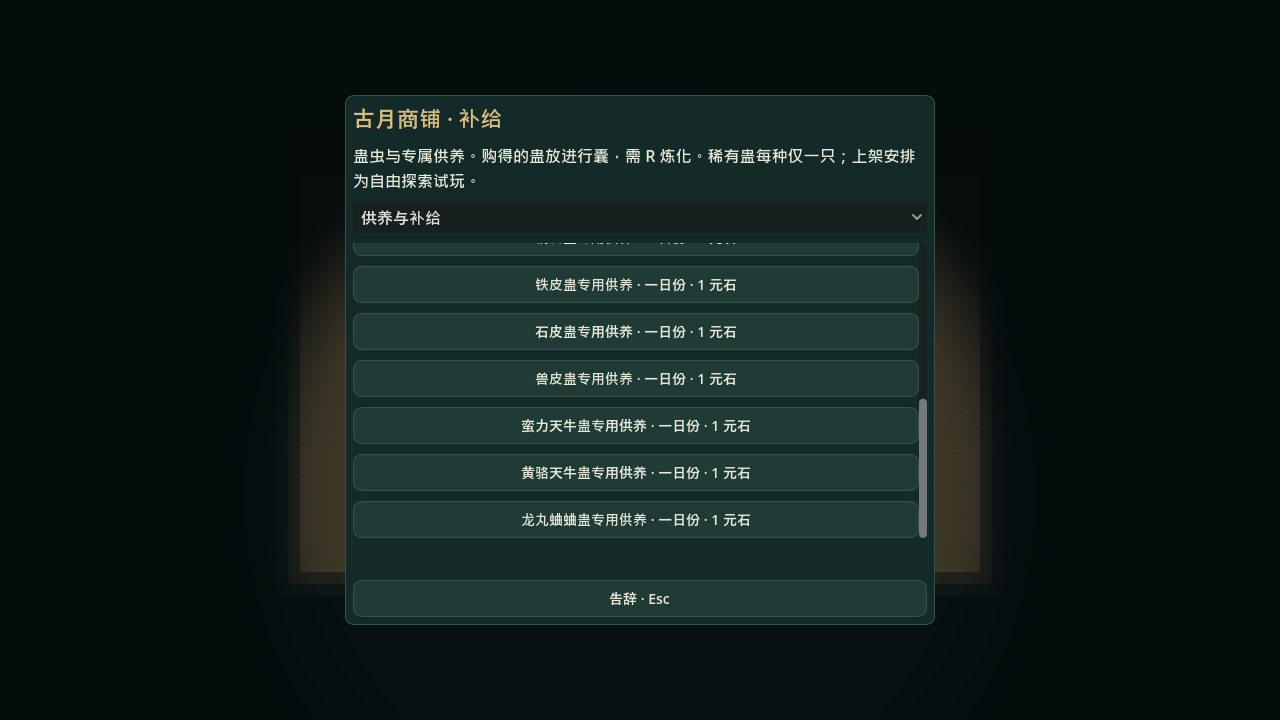 古月商铺 · 补给
蛊虫与专属供养。购得的蛊放进行囊，需 R 炼化。稀有蛊每种仅一只；上架安排
为自由探索试玩。
供养与补给
铁皮蛊专用供养 · 一日份 · 1 元石
石皮蛊专用供养 · 一日份 · 1 元石
兽皮蛊专用供养 · 一日份 · 1 元石
蛮力天牛蛊专用供养 · 一日份 · 1 元石
黄骆天牛蛊专用供养 · 一日份 · 1 元石
龙丸蛐蛐蛊专用供养 · 一日份 · 1 元石
告辞 · Esc